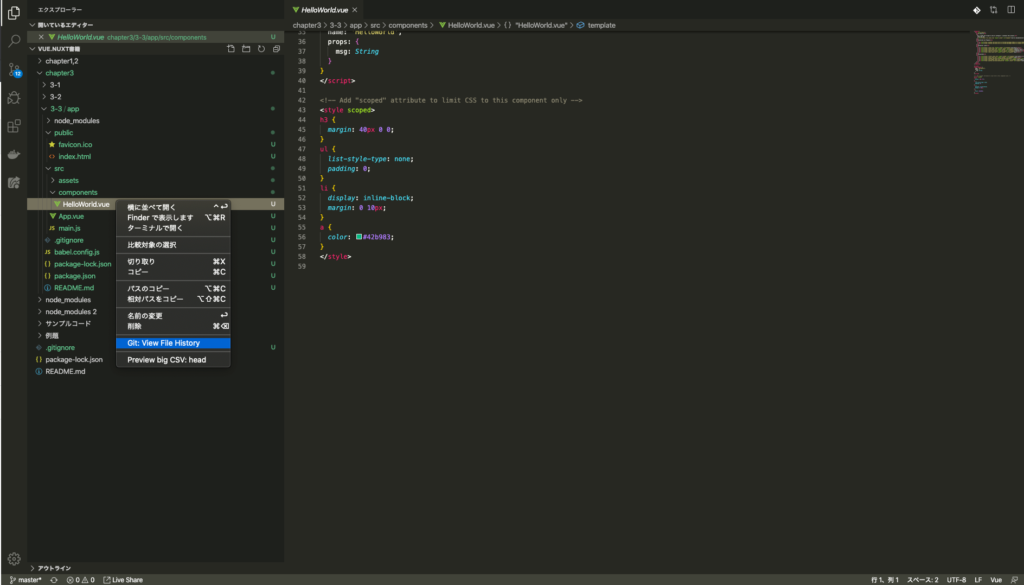 エクスプローラー
開いているエディター
HelloWorld.vue chapter3/3-3/app/src/components U
VUE.NUXT書籍
chapter1,2
chapter3
3-1
3-2
3-3 / app
node_modules
public
favicon.ico U
index.html U
src
assets
components
HelloWorld.vue U
App.vue U
main.js U
.gitignore U
babel.config.js U
package-lock.json U
package.json U
README.md U
node_modules
node_modules 2
サンプルコード
例題
.gitignore U
package-lock.json
README.md
アウトライン
12
横に並べて開く ^⏎
Finder で表示します ⌥⌘R
ターミナルで開く
比較対象の選択
切り取り ⌘X
コピー ⌘C
パスのコピー ⌥⌘C
相対パスをコピー ⌥⇧⌘C
名前の変更 ⏎
削除 ⌘⌫
Git: View File History
Preview big CSV: head
HelloWorld.vue
chapter3 > 3-3 > app > src > components > HelloWorld.vue > {} "HelloWorld.vue" > template
35 name: "HelloWorld",
36 props: {
37 msg: String
38 }
39 }
40 </script>
41
42 <!-- Add "scoped" attribute to limit CSS to this component only -->
43 <style scoped>
44 h3 {
45 margin: 40px 0 0;
46 }
47 ul {
48 list-style-type: none;
49 padding: 0;
50 }
51 li {
52 display: inline-block;
53 margin: 0 10px;
54 }
55 a {
56 color: #42b983;
57 }
58 </style>
59
master* 0 0 Live Share 行 1、列 1 スペース: 2 UTF-8 LF Vue